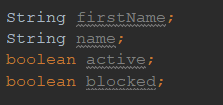 String firstName;
String name;
boolean active;
boolean blocked;